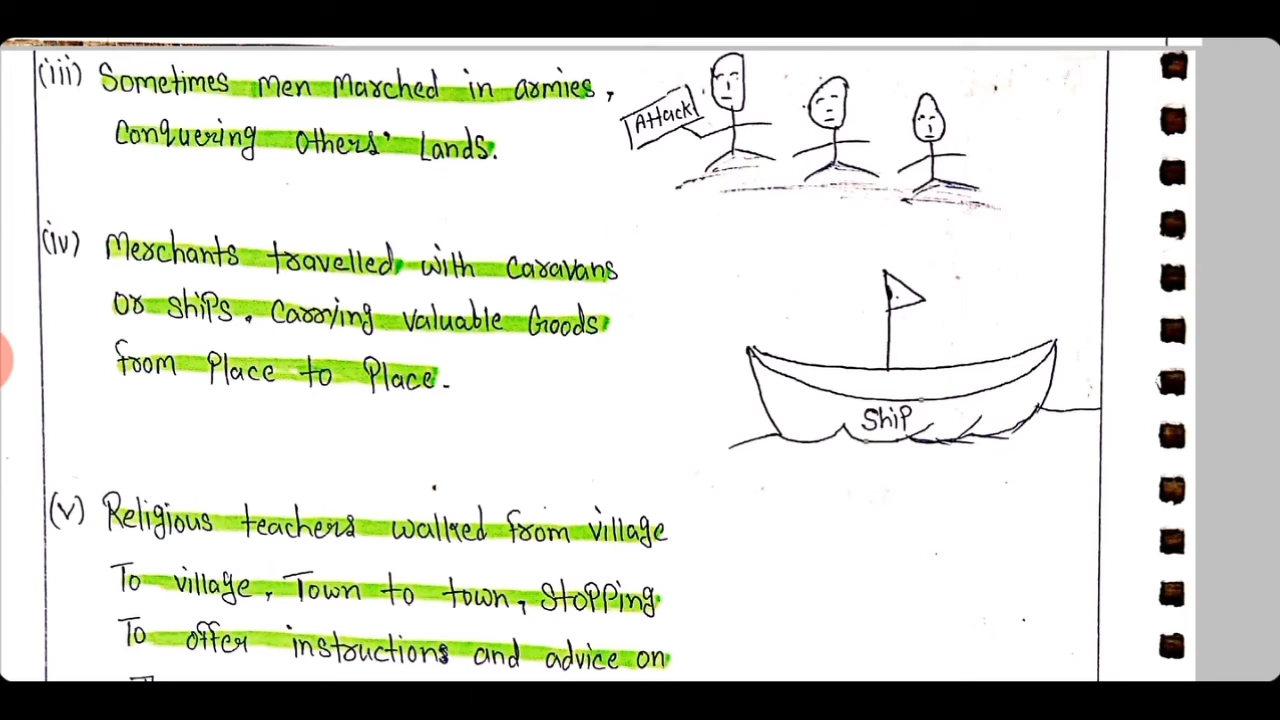 (iii) Sometimes men Marched in armies,
Conquering Others' Lands.
Attack
(iv) Merchants travelled with Caravans
Or Ships. Carrying Valuable Goods
from Place to Place.
Ship
(v) Religious teachers walked from village
To village, Town to town, Stopping
To offer instructions and advice on